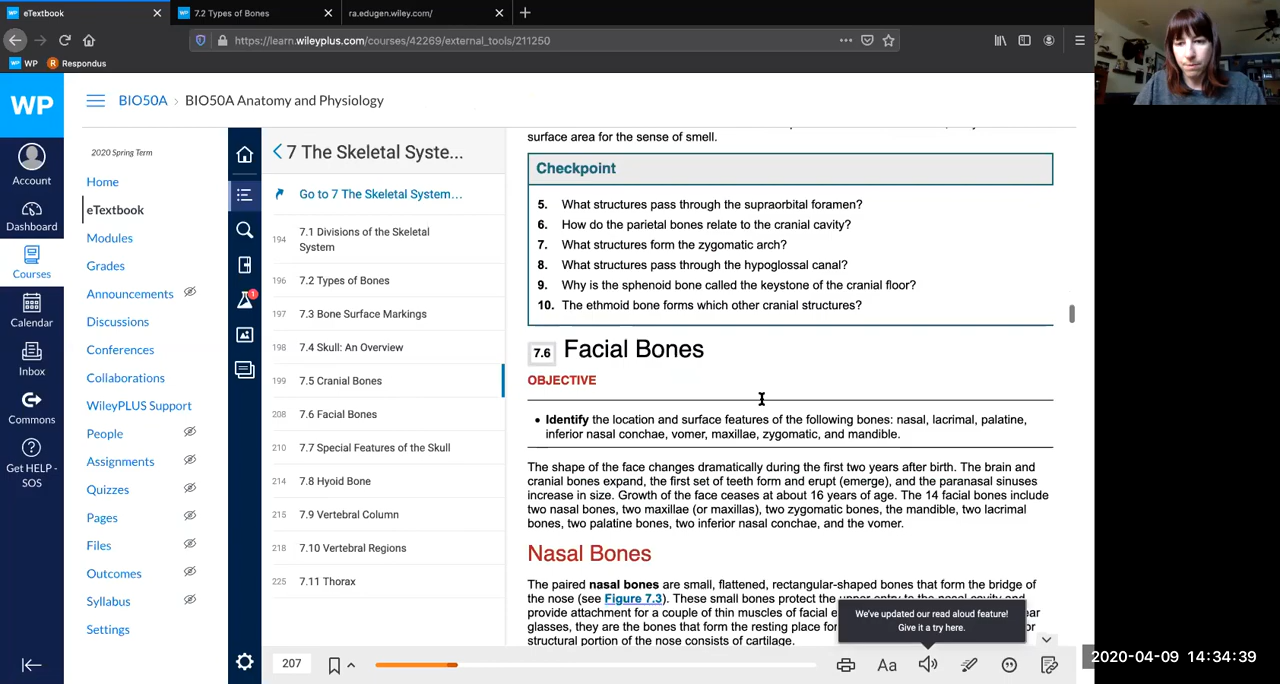 WP eTextbook
WP 7.2 Types of Bones
ra.edugen.wiley.com/
https://learn.wileyplus.com/courses/42269/external_tools/211250
WP WP
R Respundus
WP
BIO50A > BIO50A Anatomy and Physiology
Account
Dashboard
Courses
Calendar
Inbox
Commons
Get HELP -
SOS
2020 Spring Term
Home
eTextbook
Modules
Grades
Announcements
Discussions
Conferences
Collaborations
WileyPLUS Support
People
Assignments
Quizzes
Pages
Files
Outcomes
Syllabus
Settings
1
7 The Skeletal Syste...
Go to 7 The Skeletal System...
194 7.1 Divisions of the Skeletal
System
196 7.2 Types of Bones
197 7.3 Bone Surface Markings
198 7.4 Skull: An Overview
199 7.5 Cranial Bones
208 7.6 Facial Bones
210 7.7 Special Features of the Skull
214 7.8 Hyoid Bone
215 7.9 Vertebral Column
218 7.10 Vertebral Regions
225 7.11 Thorax
surface area for the sense of smell.
Checkpoint
5. What structures pass through the supraorbital foramen?
6. How do the parietal bones relate to the cranial cavity?
7. What structures form the zygomatic arch?
8. What structures pass through the hypoglossal canal?
9. Why is the sphenoid bone called the keystone of the cranial floor?
10. The ethmoid bone forms which other cranial structures?
7.6 Facial Bones
OBJECTIVE
• Identify the location and surface features of the following bones: nasal, lacrimal, palatine,
inferior nasal conchae, vomer, maxillae, zygomatic, and mandible.
The shape of the face changes dramatically during the first two years after birth. The brain and
cranial bones expand, the first set of teeth form and erupt (emerge), and the paranasal sinuses
increase in size. Growth of the face ceases at about 16 years of age. The 14 facial bones include
two nasal bones, two maxillae (or maxillas), two zygomatic bones, the mandible, two lacrimal
bones, two palatine bones, two inferior nasal conchae, and the vomer.
Nasal Bones
The paired nasal bones are small, flattened, rectangular-shaped bones that form the bridge of
the nose (see Figure 7.3). These small bones protect the upper entry to the nasal cavity and
provide attachment for a couple of thin muscles of facial e
glasses, they are the bones that form the resting place for
structural portion of the nose consists of cartilage.
We've updated our read aloud feature!
Give it a try here.
207
Aa
2020-04-09 14:34:39